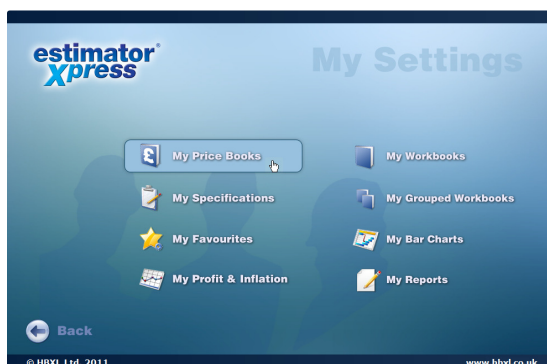 estimator®
xpress
My Settings
£
My Price Books
My Workbooks
My Specifications
My Grouped Workbooks
My Favourites
My Bar Charts
My Profit & Inflation
My Reports
Back
© HBXL Ltd. 2011
www.hbxl.co.uk